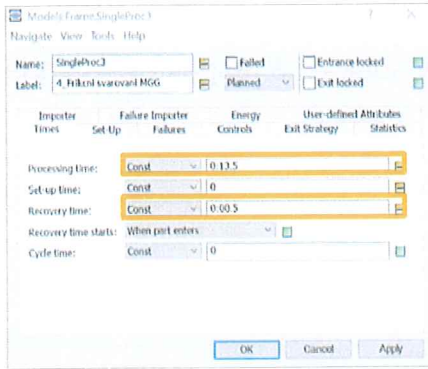 Models.Frame.SingleProc3 ? ×
Navigate View Tools Help
Name: SingleProc3 Failed Entrance locked
Label: 4_Frikcni svarovani MGG Planned Exit locked
Importer Failure Importer Energy User-defined Attributes
Times Set-Up Failures Controls Exit Strategy Statistics
Processing time: Const 0:13.5
Set-up time: Const 0
Recovery time: Const 0:00.5
Recovery time starts: When part enters
Cycle time: Const 0
OK Cancel Apply